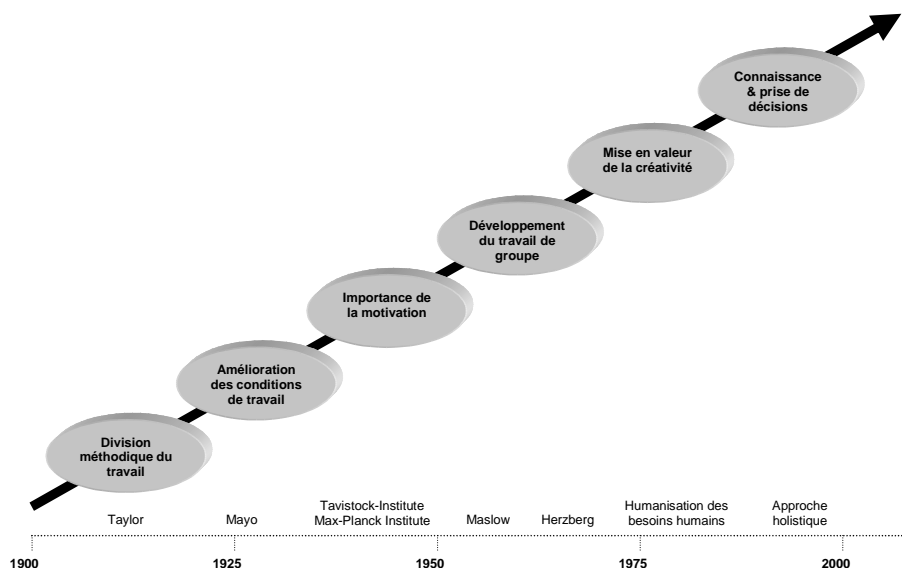 Connaissance
& prise de
décisions
Mise en valeur
de la créativité
Développement
du travail de
groupe
Importance de
la motivation
Amélioration
des conditions
de travail
Division
méthodique du
travail
Taylor
Mayo
Tavistock-Institute
Max-Planck Institute
Maslow
Herzberg
Humanisation des
besoins humains
Approche
holistique
1900
1925
1950
1975
2000